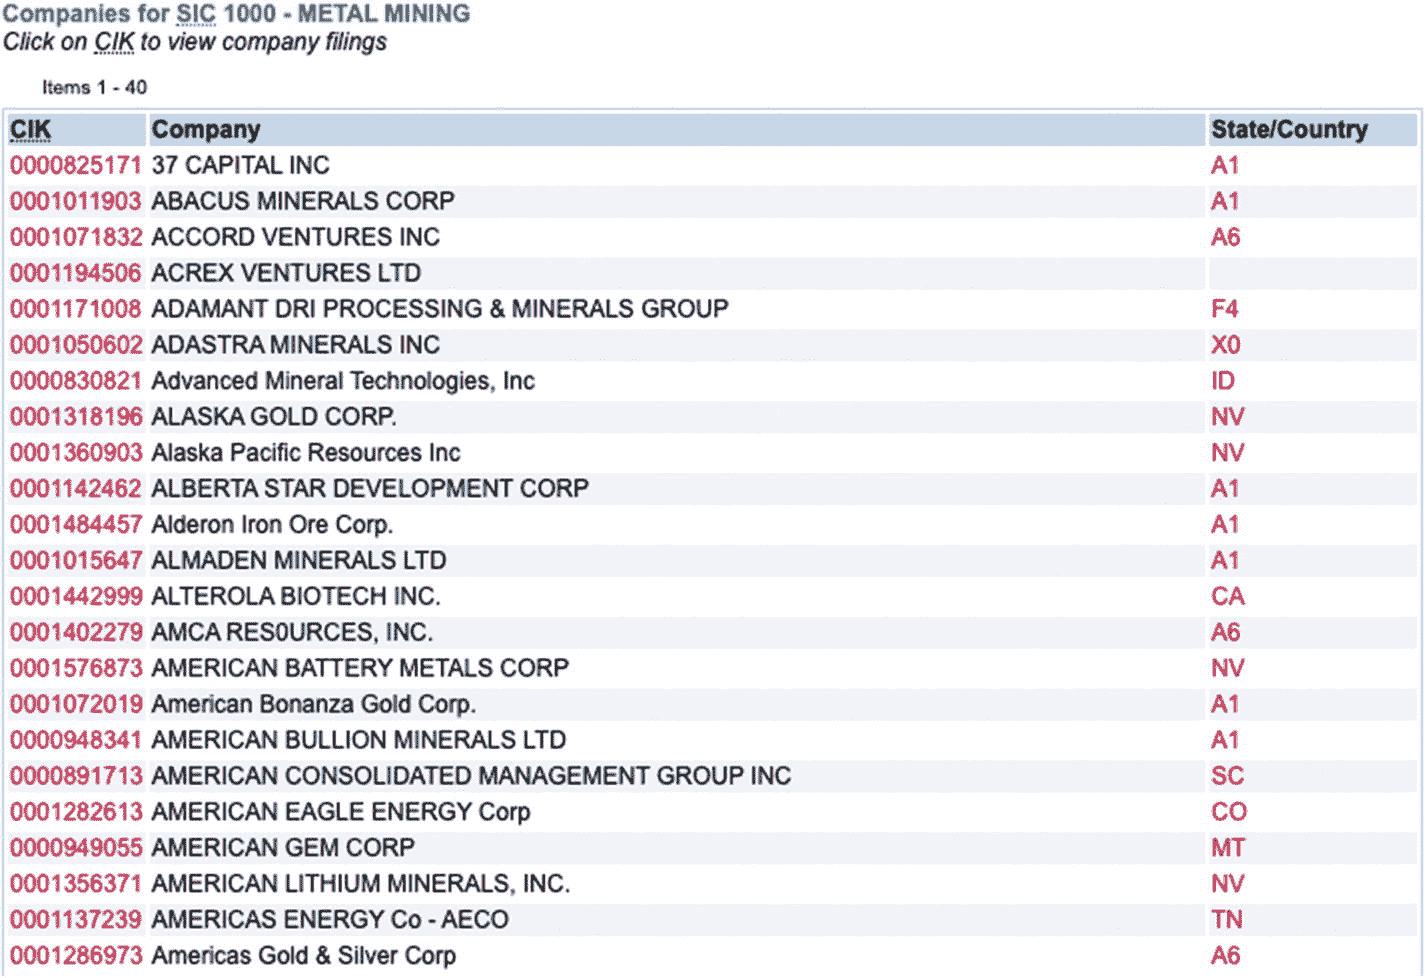 Companies for SIC 1000 - METAL MINING
Click on CIK to view company filings
Items 1 - 40
CIK Company State/Country
0000825171 37 CAPITAL INC A1
0001011903 ABACUS MINERALS CORP A1
0001071832 ACCORD VENTURES INC A6
0001194506 ACREX VENTURES LTD
0001171008 ADAMANT DRI PROCESSING & MINERALS GROUP F4
0001050602 ADASTRA MINERALS INC X0
0000830821 Advanced Mineral Technologies, Inc ID
0001318196 ALASKA GOLD CORP. NV
0001360903 Alaska Pacific Resources Inc NV
0001142462 ALBERTA STAR DEVELOPMENT CORP A1
0001484457 Alderon Iron Ore Corp. A1
0001015647 ALMADEN MINERALS LTD A1
0001442999 ALTEROLA BIOTECH INC. CA
0001402279 AMCA RES0URCES, INC. A6
0001576873 AMERICAN BATTERY METALS CORP NV
0001072019 American Bonanza Gold Corp. A1
0000948341 AMERICAN BULLION MINERALS LTD A1
0000891713 AMERICAN CONSOLIDATED MANAGEMENT GROUP INC SC
0001282613 AMERICAN EAGLE ENERGY Corp CO
0000949055 AMERICAN GEM CORP MT
0001356371 AMERICAN LITHIUM MINERALS, INC. NV
0001137239 AMERICAS ENERGY Co - AECO TN
0001286973 Americas Gold & Silver Corp A6